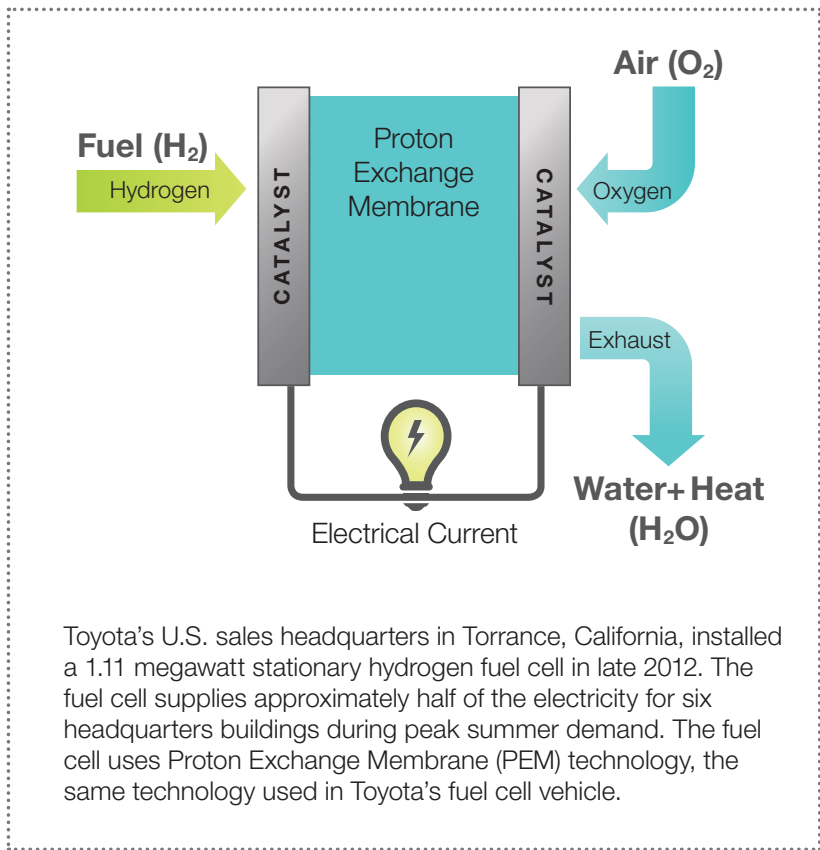 Air (O₂)
Fuel (H₂)
Hydrogen
CATALYST
Proton
Exchange
Membrane
CATALYST
Oxygen
Exhaust
Water+ Heat
(H₂O)
Electrical Current
Toyota's U.S. sales headquarters in Torrance, California, installed
a 1.11 megawatt stationary hydrogen fuel cell in late 2012. The
fuel cell supplies approximately half of the electricity for six
headquarters buildings during peak summer demand. The fuel
cell uses Proton Exchange Membrane (PEM) technology, the
same technology used in Toyota's fuel cell vehicle.